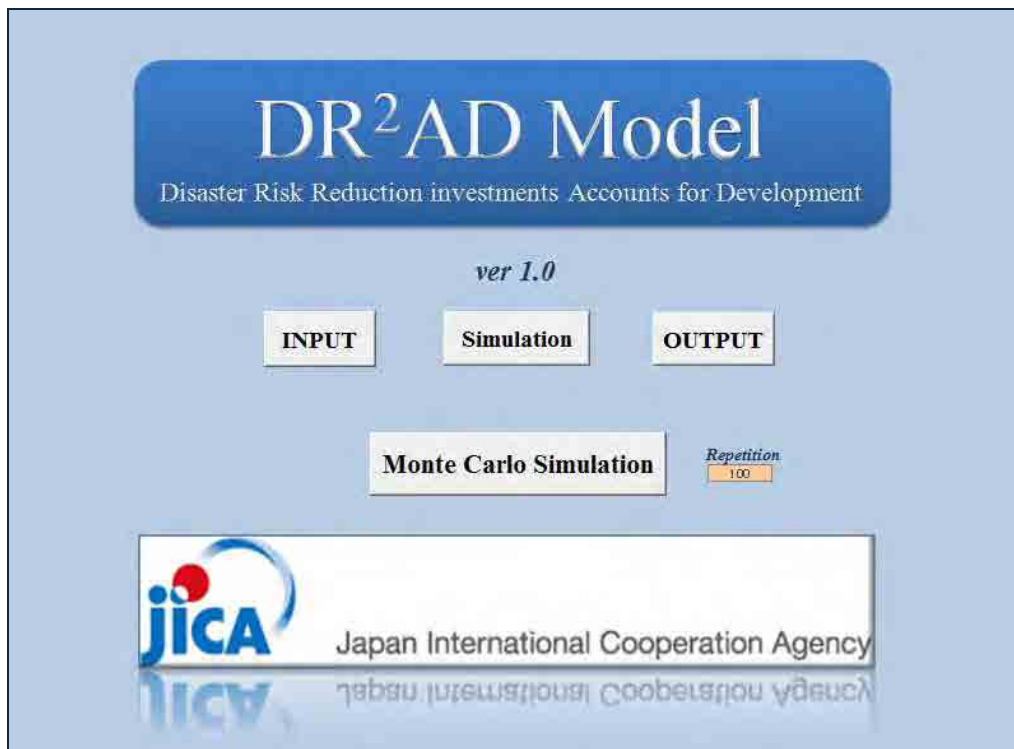 DR²AD Model
Disaster Risk Reduction investments Accounts for Development
ver 1.0
INPUT Simulation OUTPUT
Monte Carlo Simulation
Repetition
100
jica
Japan International Cooperation Agency